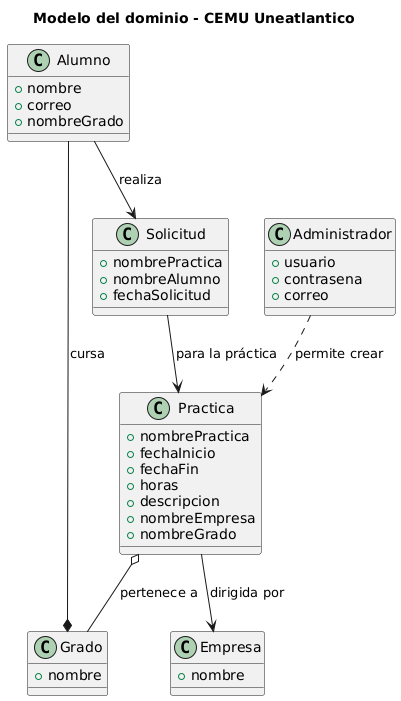 Modelo del dominio - CEMU Uneatlantico
C Alumno
nombre
correo
nombreGrado
realiza
C Solicitud
nombrePractica
nombreAlumno
fechaSolicitud
C Administrador
usuario
contrasena
correo
cursa
para la práctica
permite crear
C Practica
nombrePractica
fechaInicio
fechaFin
horas
descripcion
nombreEmpresa
nombreGrado
pertenece a
dirigida por
C Grado
nombre
C Empresa
nombre